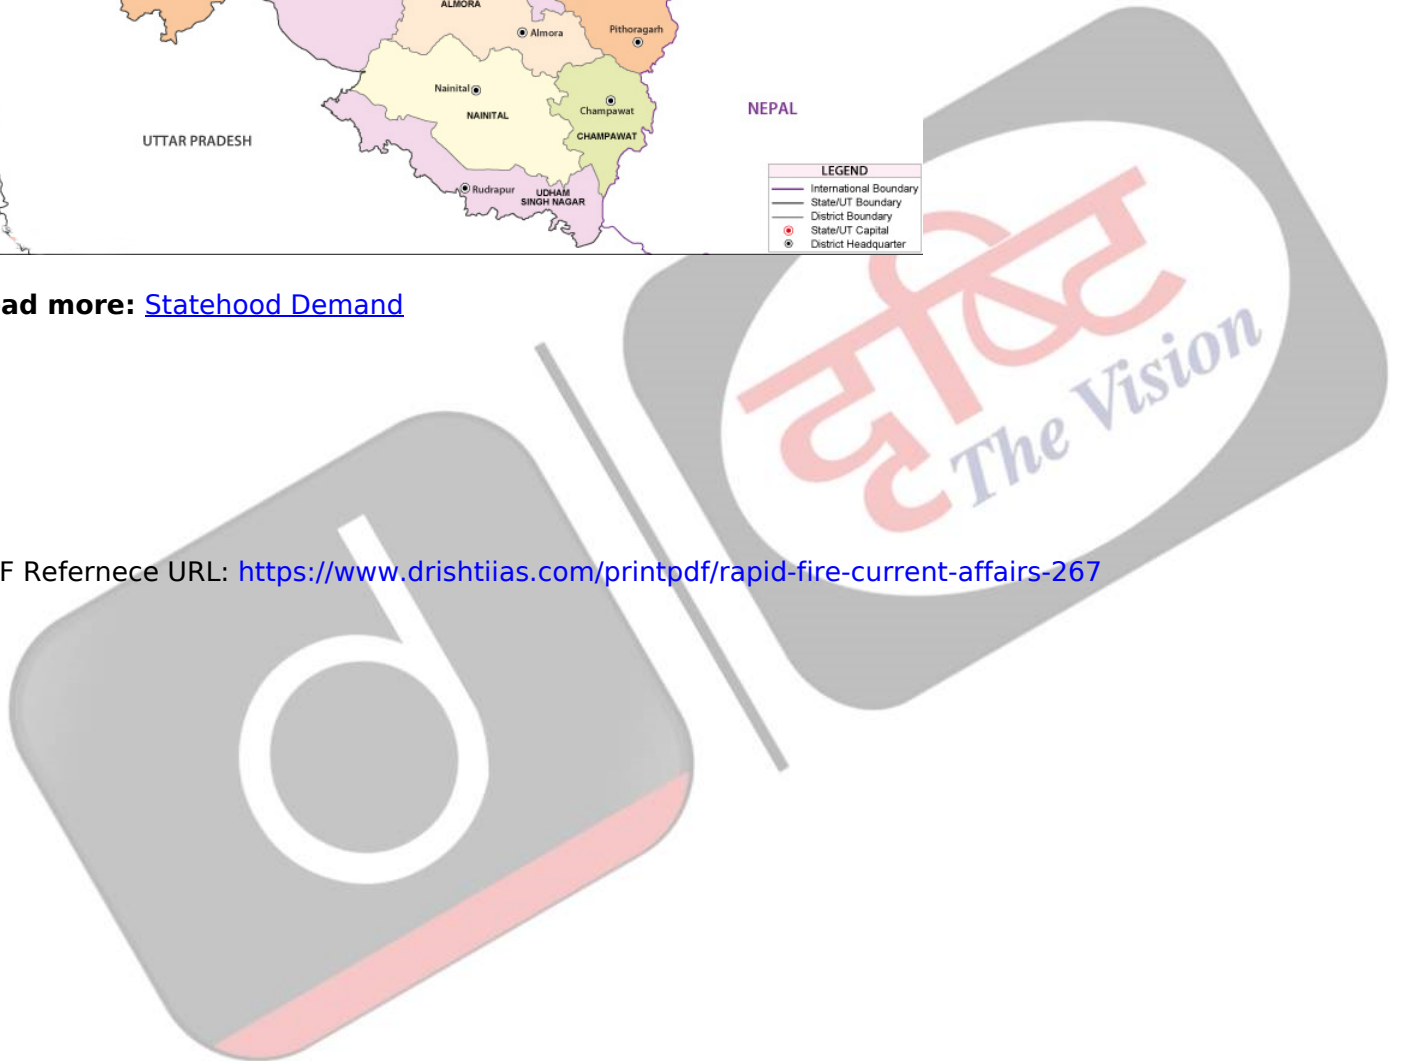 ALMORA
Almora
Pithoragarh
Nainital
NAINITAL
Champawat
CHAMPAWAT
NEPAL
UTTAR PRADESH
Rudrapur
UDHAM
SINGH NAGAR
LEGEND
International Boundary
State/UT Boundary
District Boundary
State/UT Capital
District Headquarter
ad more: Statehood Demand
दृष्टि
The Vision
F Refernece URL: https://www.drishtiias.com/printpdf/rapid-fire-current-affairs-267
d